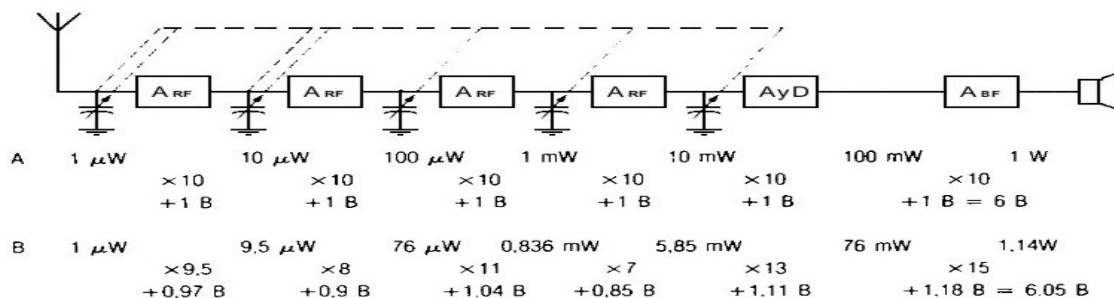 A RF A RF A RF A RF AyD A BF
A 1 μW 10 μW 100 μW 1 mW 10 mW 100 mW 1 W
×10 ×10 ×10 ×10 ×10 ×10
+1 B +1 B +1 B +1 B +1 B +1 B = 6 B
B 1 μW 9,5 μW 76 μW 0,836 mW 5,85 mW 76 mW 1,14W
×9,5 ×8 ×11 ×7 ×13 ×15
+0,97 B +0,9 B +1,04 B +0,85 B +1,11 B +1,18 B = 6,05 B